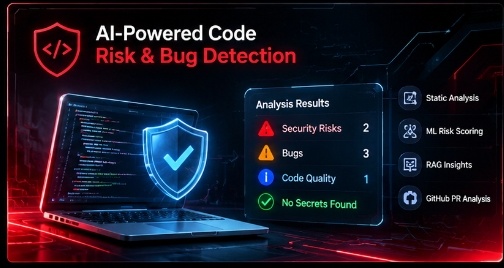 </>
AI-Powered Code
Risk & Bug Detection
Analysis Results
Security Risks 2
Bugs 3
Code Quality 1
No Secrets Found
Static Analysis
ML Risk Scoring
RAG Insights
GitHub PR Analysis